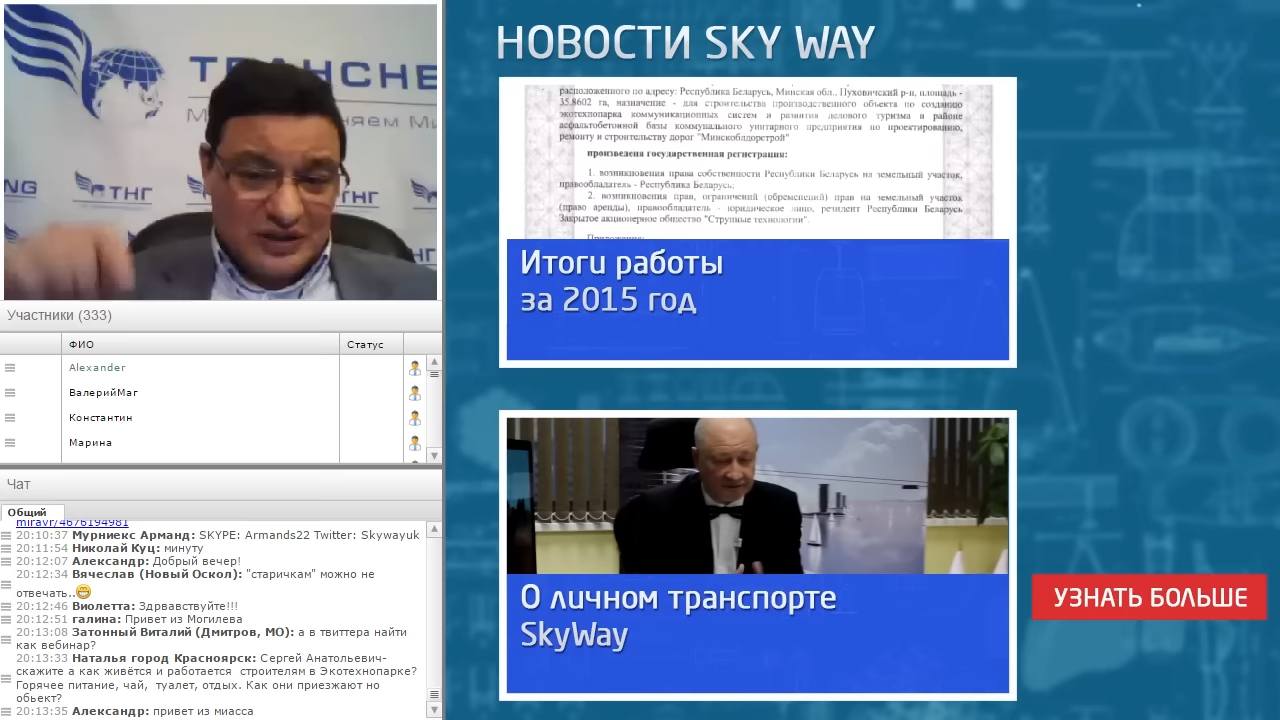 ТРАНСНЕ
няем Ми
NG
ТНГ
ТНГ
ТРАНСН
Участники (333)
ФИО
Статус
Alexander
ВалерийМаг
Константин
Марина
Чат
Общий
miravr/4676194981
20:10:37 Мурниекс Арманд: SKYPE: Armands22 Twitter: Skywayuk
20:11:54 Николай Куц: минуту
20:12:07 Александр: Добрый вечер!
20:12:34 Вячеслав (Новый Оскол): "старичкам" можно не
отвечать..
20:12:46 Виолетта: Здрвавствуйте!!!
20:12:51 галина: Привет из Могилева
20:13:08 Затонный Виталий (Дмитров, МО): а в твиттера найти
как вебинар?
20:13:33 Наталья город Красноярск: Сергей Анатольевич-
скажите а как живётся и работается строителям в Экотехнопарке?
Горячее питание, чай, туалет, отдых. Как они приезжают но
обьект?
20:13:35 Александр: привет из миасса
НОВОСТИ SKY WAY
расположенного по адресу: Республика Беларусь, Минская обл., Пуховичский р-н, площадь -
35.8602 га, назначение - для строительства производственного объекта по созданию
экотехнопарка коммуникационных систем и развития делового туризма в районе
асфальтобетонной базы коммунального унитарного предприятия по проектированию,
ремонту и строительству дорог "Минскоблдорстрой"
произведена государственная регистрация:
1. возникновения права собственности Республики Беларусь на земельный участок,
правообладатель - Республика Беларусь;
2. возникновения прав, ограничений (обременений) прав на земельный участок
(право аренды), правообладатель - юридическое лицо, резидент Республики Беларусь
Закрытое акционерное общество "Струнные технологии".
Итоги работы
за 2015 год
О личном транспорте
SkyWay
УЗНАТЬ БОЛЬШЕ